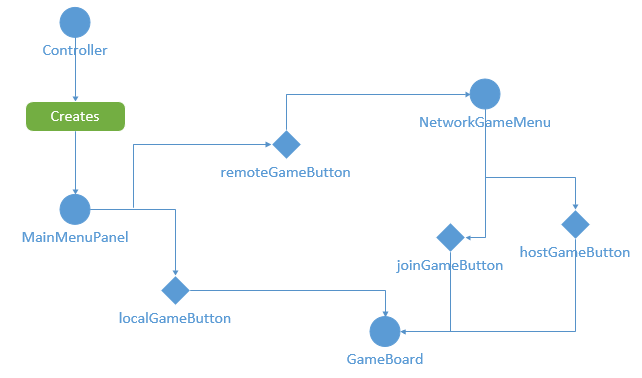 Controller
Creates
NetworkGameMenu
remoteGameButton
MainMenuPanel
hostGameButton
joinGameButton
localGameButton
GameBoard